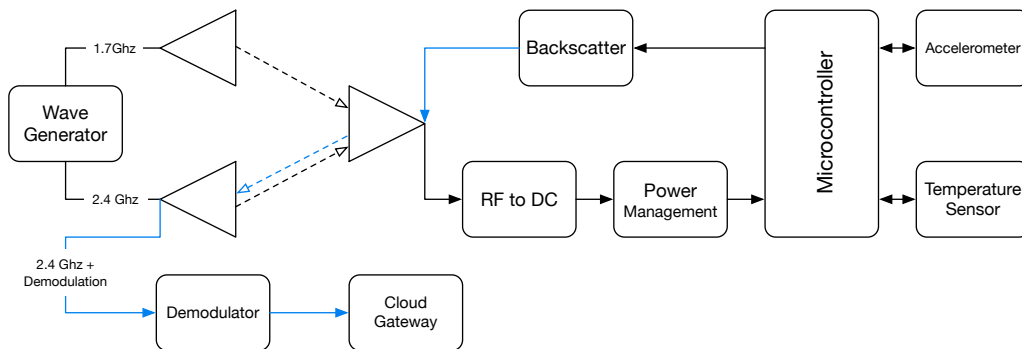 1.7Ghz
Backscatter
Accelerometer
Wave
Generator
Microcontroller
2.4 Ghz
RF to DC
Power
Management
Temperature
Sensor
2.4 Ghz +
Demodulation
Demodulator
Cloud
Gateway